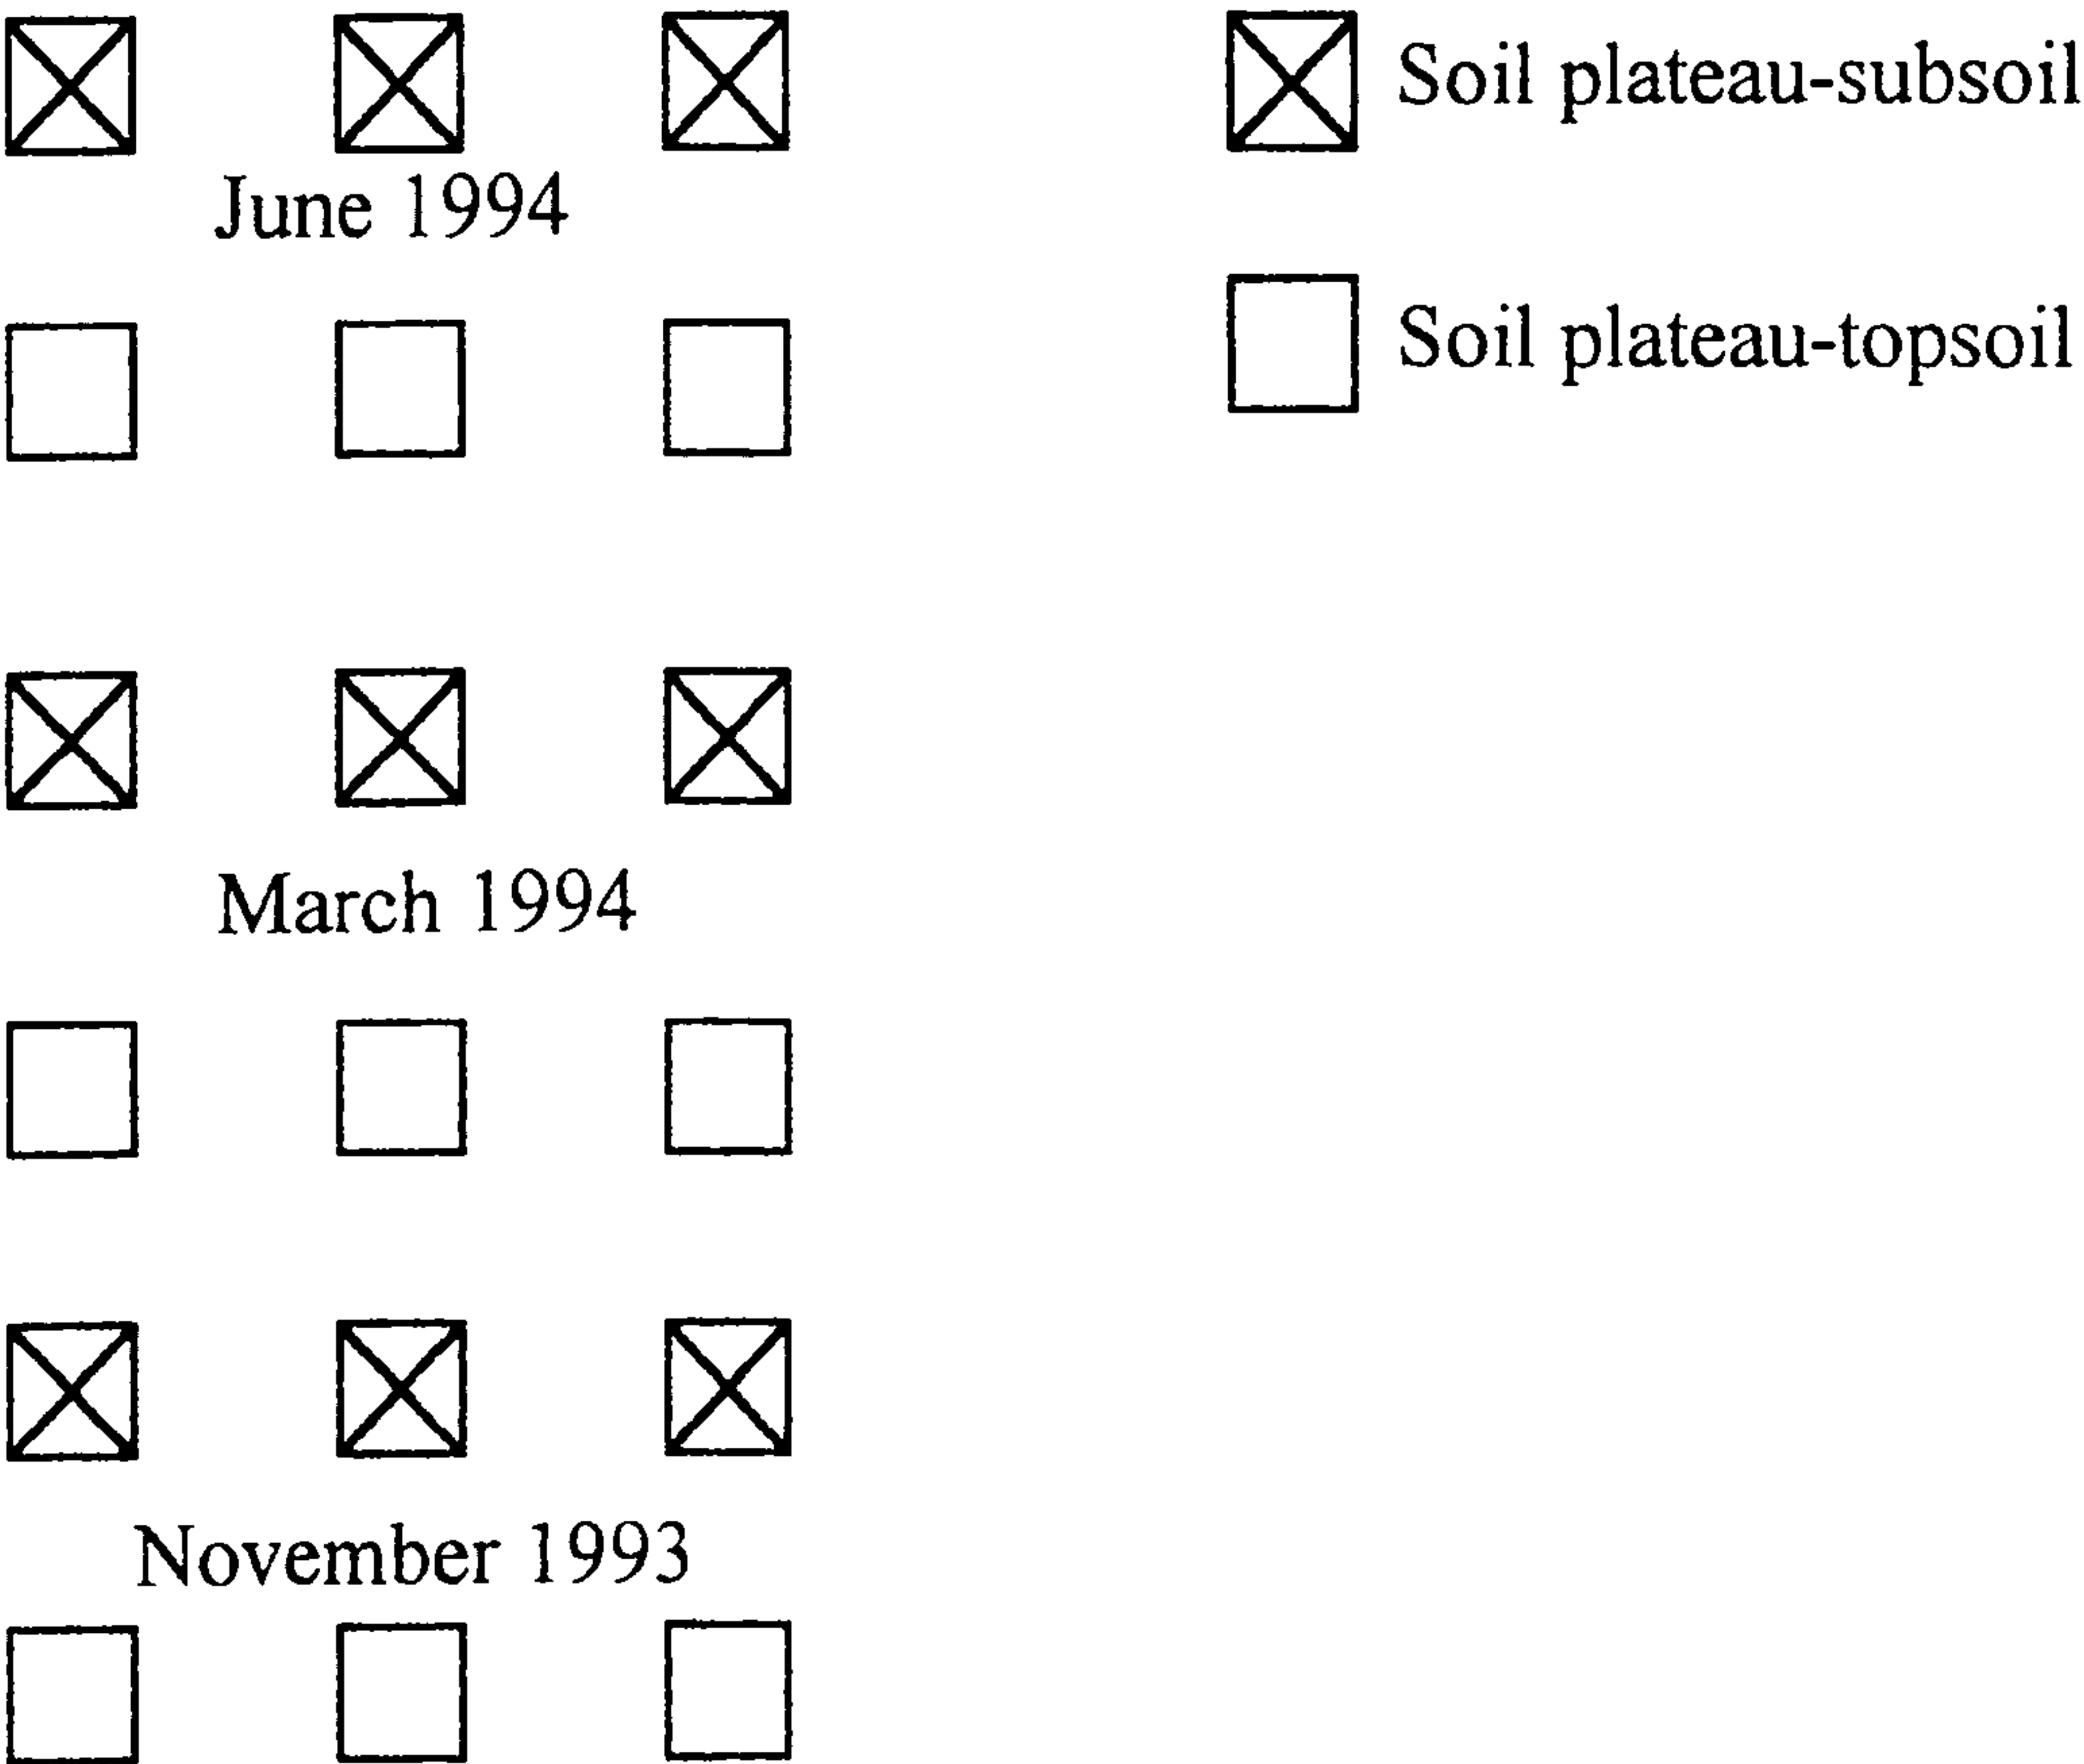 Soil plateau-subsoil
June 1994
Soil plateau-topsoil
March 1994
November 1993